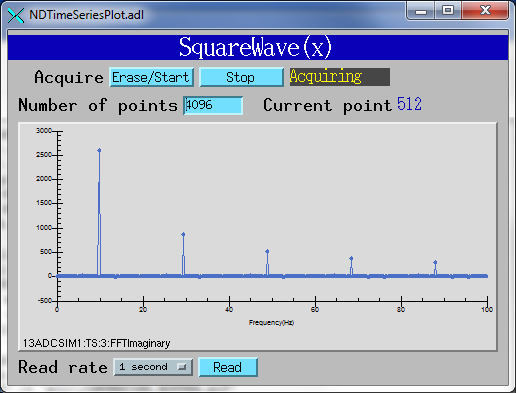 NDTimeSeriesPlot.adl
SquareWave(x)
Acquire Erase/Start Stop Acquiring
Number of points 4096 Current point 512
3000
2500
2000
1500
1000
500
0
-500
0 20 40 60 80 100
Frequency(Hz)
13ADCSIM1:TS:3:FFTImaginary
Read rate 1 second Read